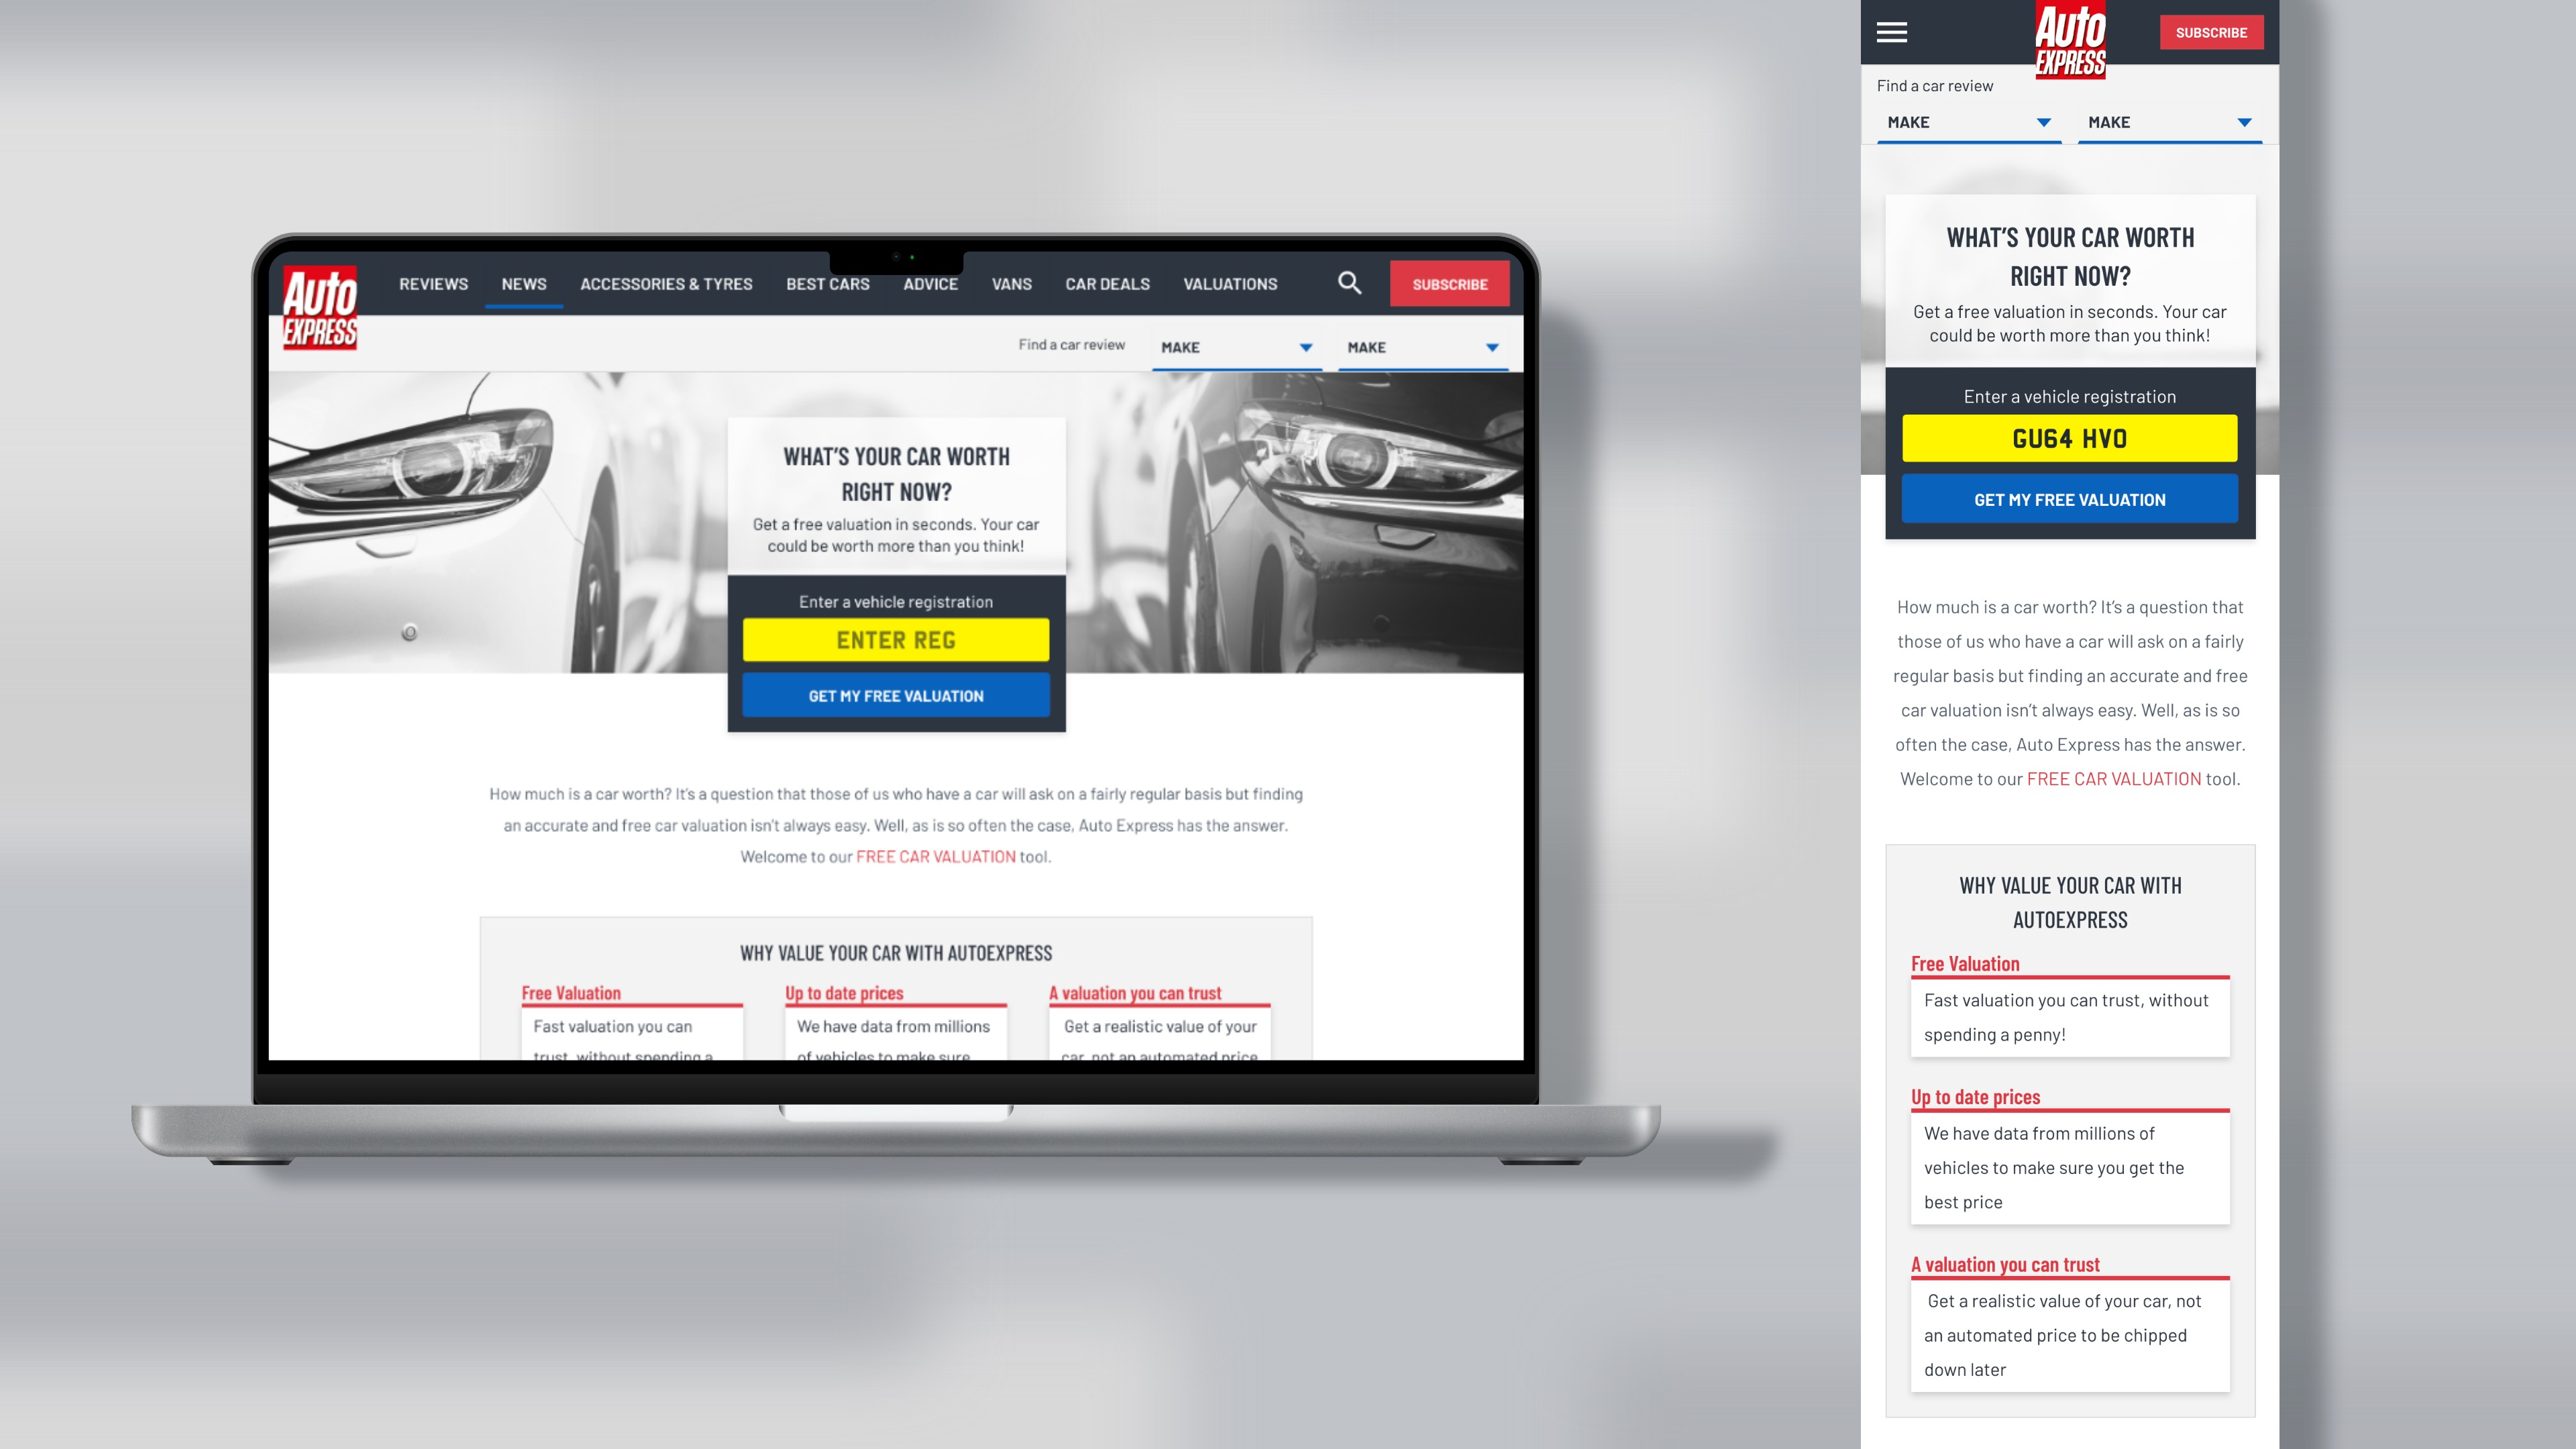 Auto
EXPRESS
REVIEWS NEWS ACCESSORIES & TYRES BEST CARS ADVICE VANS CAR DEALS VALUATIONS SUBSCRIBE
Find a car review MAKE MAKE
WHAT'S YOUR CAR WORTH
RIGHT NOW?
Get a free valuation in seconds. Your car
could be worth more than you think!
Enter a vehicle registration
ENTER REG
GET MY FREE VALUATION
How much is a car worth? It's a question that those of us who have a car will ask on a fairly regular basis but finding
an accurate and free car valuation isn't always easy. Well, as is so often the case, Auto Express has the answer.
Welcome to our FREE CAR VALUATION tool.
WHY VALUE YOUR CAR WITH AUTOEXPRESS
Free Valuation
Fast valuation you can
trust, without spending a
Up to date prices
We have data from millions
of vehicles to make sure
A valuation you can trust
Get a realistic value of your
car, not an automated price
Auto
EXPRESS
SUBSCRIBE
Find a car review
MAKE MAKE
WHAT'S YOUR CAR WORTH
RIGHT NOW?
Get a free valuation in seconds. Your car
could be worth more than you think!
Enter a vehicle registration
GU64 HVO
GET MY FREE VALUATION
How much is a car worth? It's a question that
those of us who have a car will ask on a fairly
regular basis but finding an accurate and free
car valuation isn't always easy. Well, as is so
often the case, Auto Express has the answer.
Welcome to our FREE CAR VALUATION tool.
WHY VALUE YOUR CAR WITH
AUTOEXPRESS
Free Valuation
Fast valuation you can trust, without
spending a penny!
Up to date prices
We have data from millions of
vehicles to make sure you get the
best price
A valuation you can trust
Get a realistic value of your car, not
an automated price to be chipped
down later